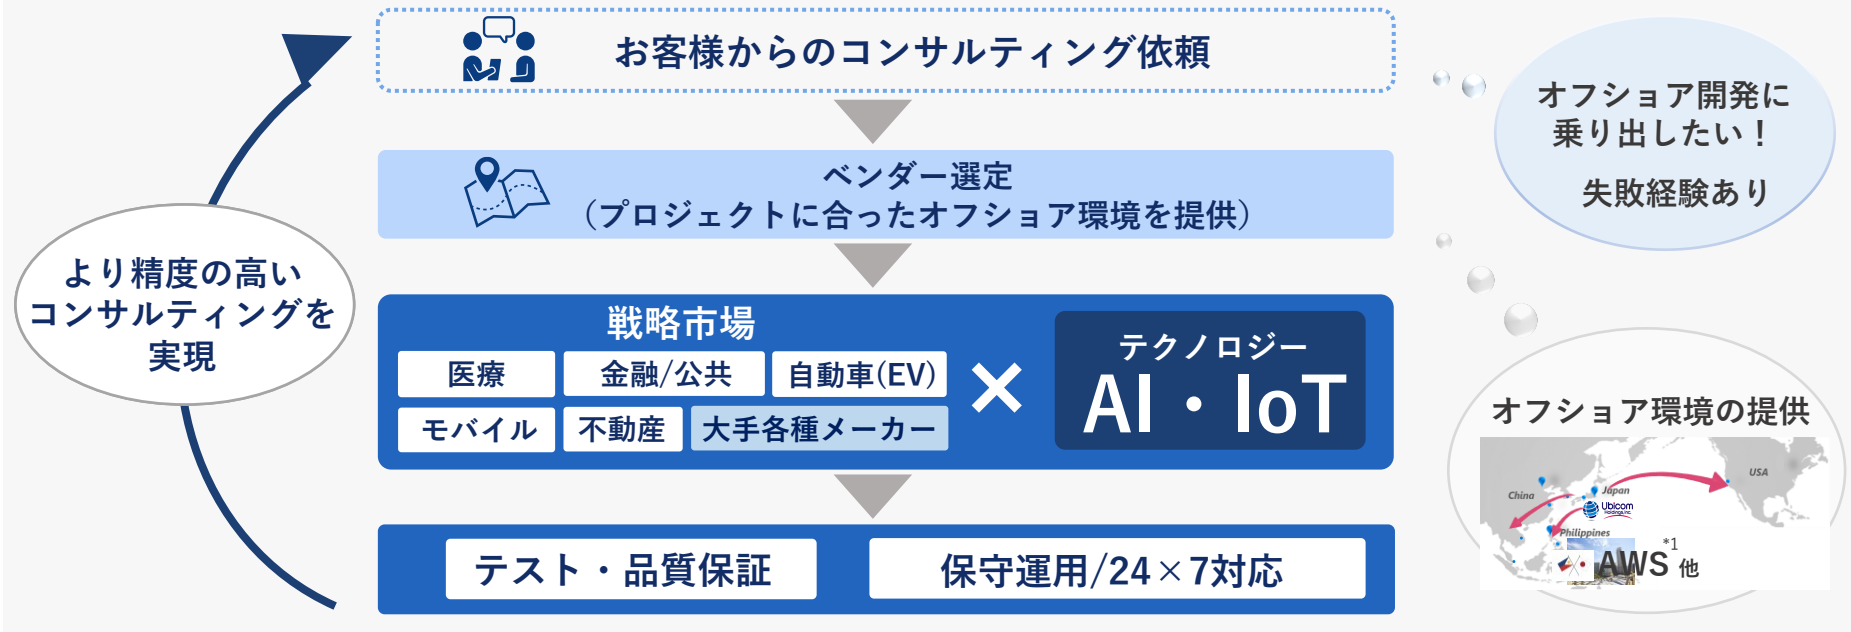 お客様からのコンサルティング依頼
ベンダー選定
（プロジェクトに合ったオフショア環境を提供）
より精度の高い
コンサルティングを
実現
戦略市場
医療
金融/公共
自動車(EV)
モバイル
不動産
大手各種メーカー
×
テクノロジー
AI・IoT
テスト・品質保証
保守運用/24×7対応
オフショア開発に
乗り出したい！
失敗経験あり
オフショア環境の提供
USA
China
Japan
Ubicom
Holdings,Inc.
Philippines
AWS*1 他